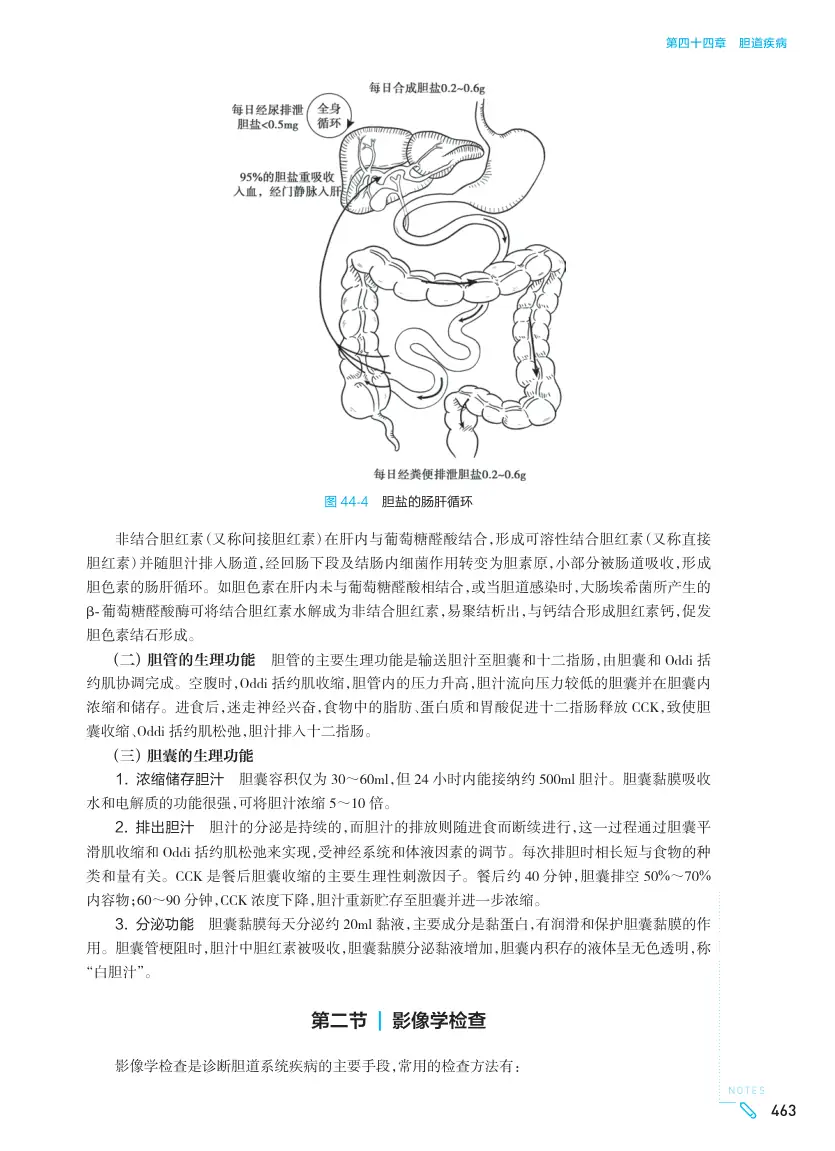 第四十四章　胆道疾病
每日合成胆盐0.2~0.6g
每日经尿排泄
胆盐<0.5mg
全身
循环
95%的胆盐重吸收
入血，经门静脉入肝
每日经粪便排泄胆盐0.2~0.6g
图 44-4　胆盐的肠肝循环
非结合胆红素（又称间接胆红素）在肝内与葡萄糖醛酸结合，形成可溶性结合胆红素（又称直接
胆红素）并随胆汁排入肠道，经回肠下段及结肠内细菌作用转变为胆素原，小部分被肠道吸收，形成
胆色素的肠肝循环。如胆色素在肝内未与葡萄糖醛酸相结合，或当胆道感染时，大肠埃希菌所产生的
β-葡萄糖醛酸酶可将结合胆红素水解成为非结合胆红素，易聚结析出，与钙结合形成胆红素钙，促发
胆色素结石形成。
（二）胆管的生理功能　胆管的主要生理功能是输送胆汁至胆囊和十二指肠，由胆囊和 Oddi 括
约肌协调完成。空腹时，Oddi 括约肌收缩，胆管内的压力升高，胆汁流向压力较低的胆囊并在胆囊内
浓缩和储存。进食后，迷走神经兴奋，食物中的脂肪、蛋白质和胃酸促进十二指肠释放 CCK，致使胆
囊收缩、Oddi 括约肌松弛，胆汁排入十二指肠。
（三）胆囊的生理功能
1. 浓缩储存胆汁　胆囊容积仅为 30～60ml，但 24 小时内能接纳约 500ml 胆汁。胆囊黏膜吸收
水和电解质的功能很强，可将胆汁浓缩 5～10 倍。
2. 排出胆汁　胆汁的分泌是持续的，而胆汁的排放则随进食而断续进行，这一过程通过胆囊平
滑肌收缩和 Oddi 括约肌松弛来实现，受神经系统和体液因素的调节。每次排胆时相长短与食物的种
类和量有关。CCK 是餐后胆囊收缩的主要生理性刺激因子。餐后约 40 分钟，胆囊排空 50%～70%
内容物；60～90 分钟，CCK 浓度下降，胆汁重新贮存至胆囊并进一步浓缩。
3. 分泌功能　胆囊黏膜每天分泌约 20ml 黏液，主要成分是黏蛋白，有润滑和保护胆囊黏膜的作
用。胆囊管梗阻时，胆汁中胆红素被吸收，胆囊黏膜分泌黏液增加，胆囊内积存的液体呈无色透明，称
“白胆汁”。
第二节 | 影像学检查
影像学检查是诊断胆道系统疾病的主要手段，常用的检查方法有：
NOTES
463